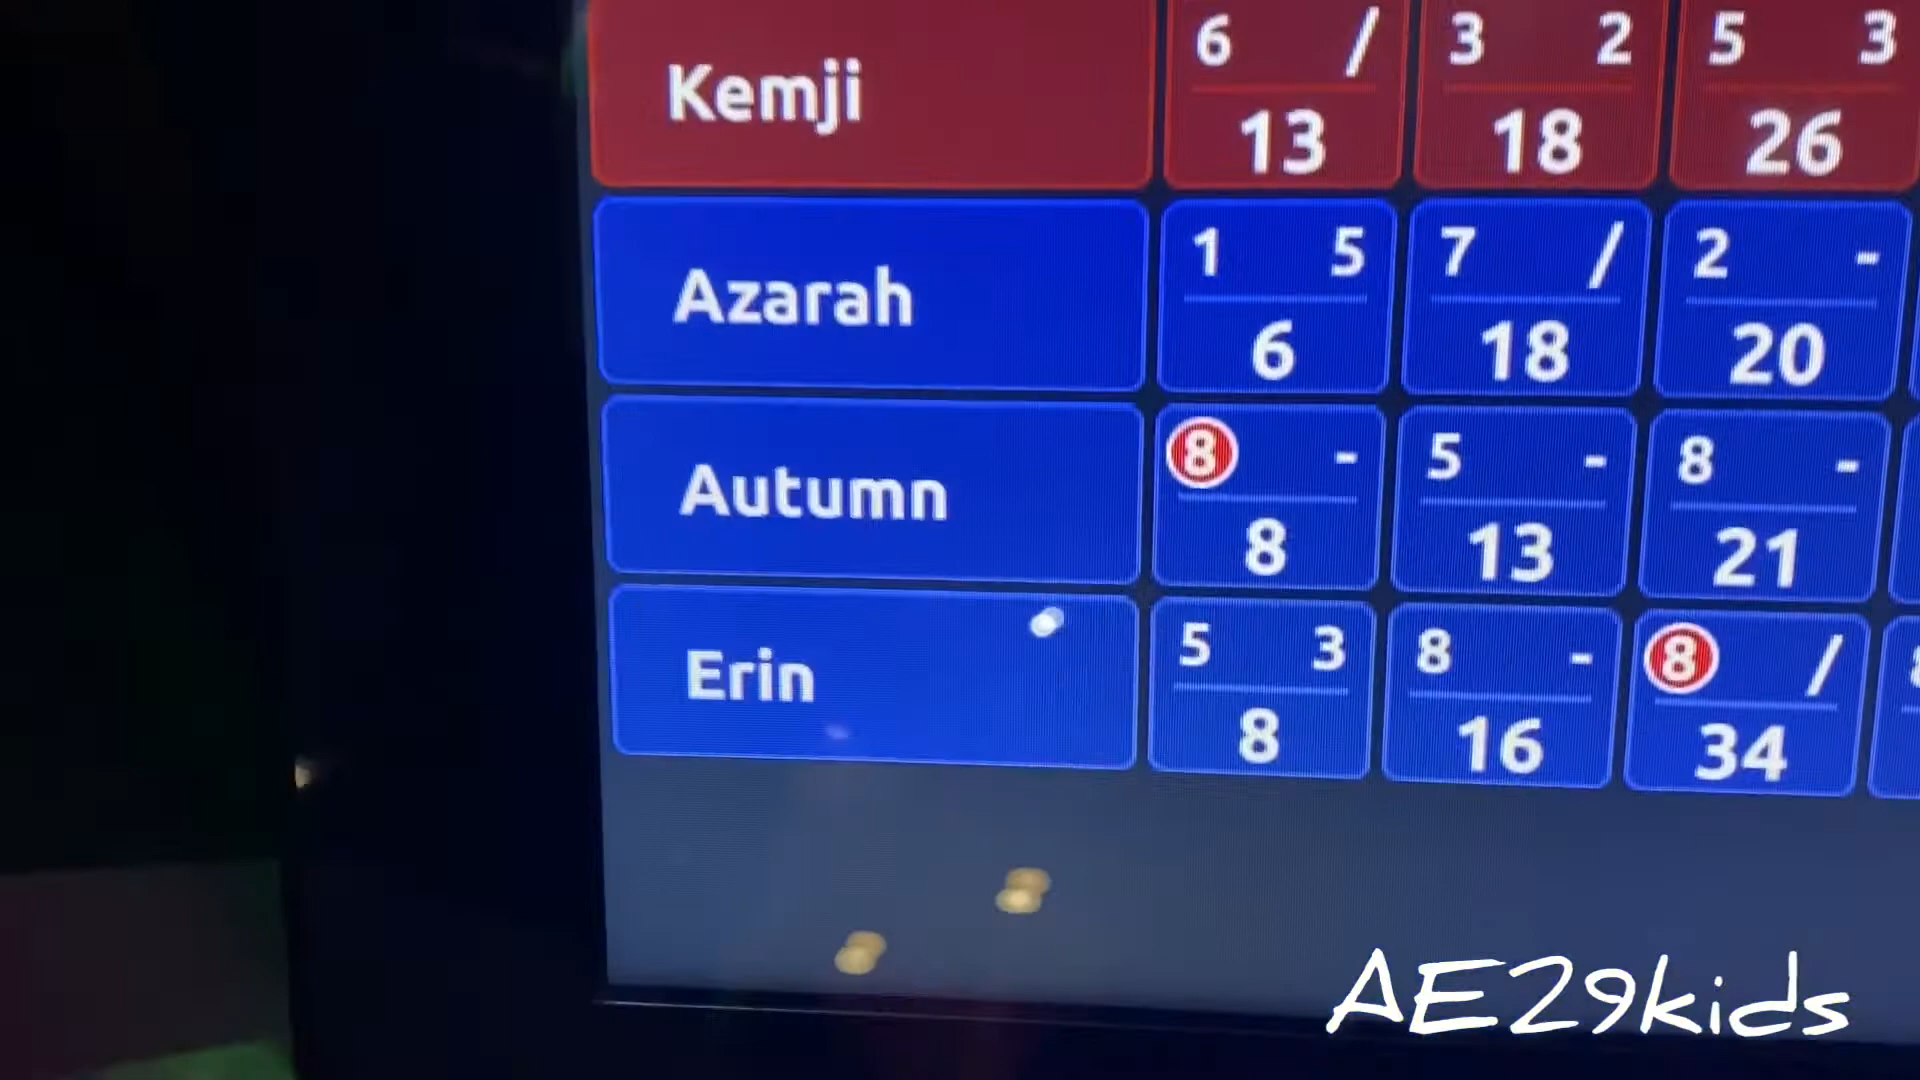 Kemji 6 / 3 2 5 3
13 18 26
Azarah 1 5 7 / 2 -
6 18 20
Autumn 8 - 5 - 8 -
8 13 21
Erin 5 3 8 - 8 /
8 16 34
AE29kids